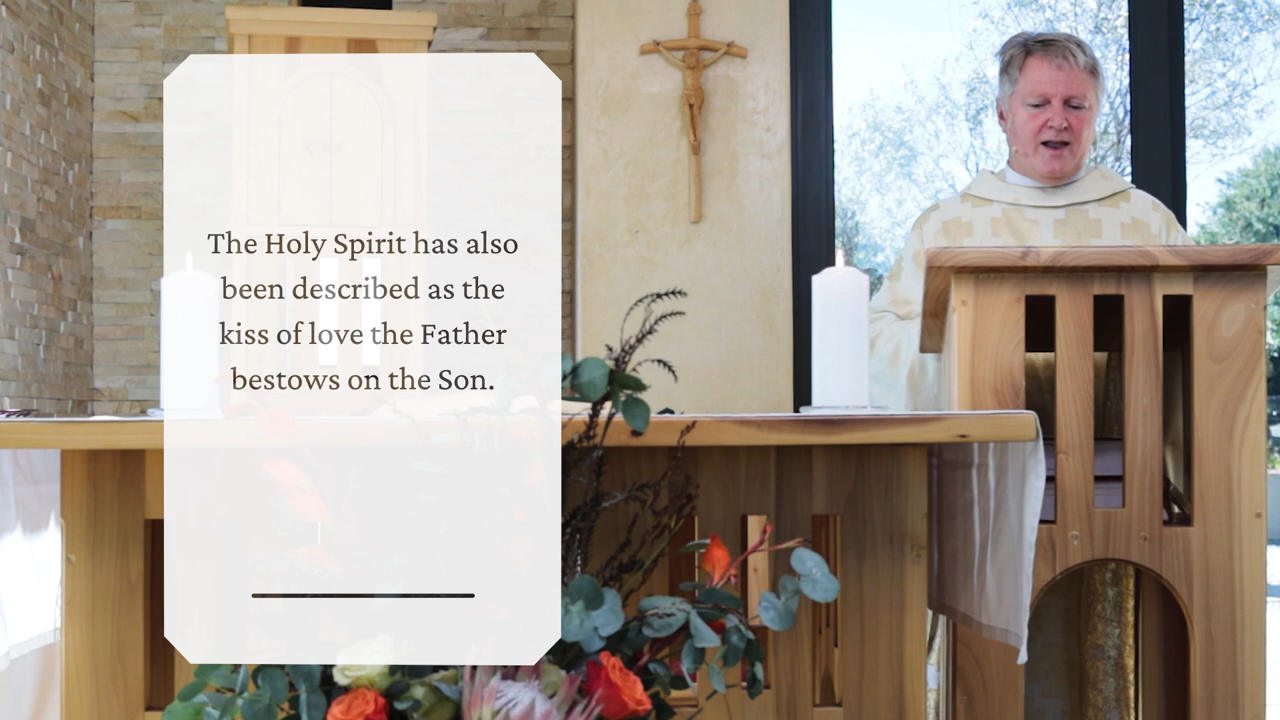 The Holy Spirit has also
been described as the
kiss of love the Father
bestows on the Son.